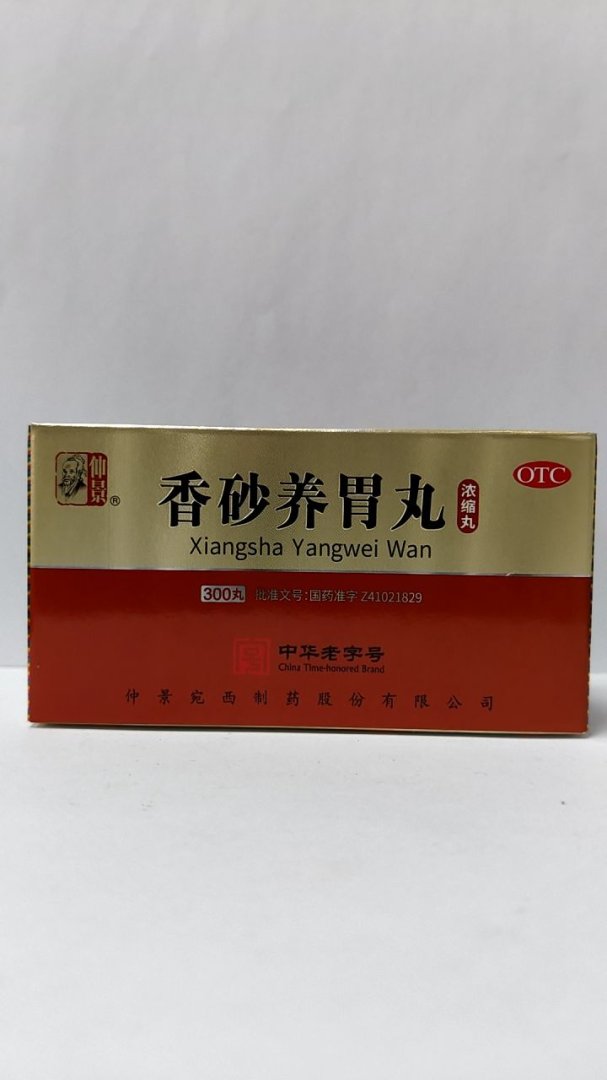 仲景®
香砂养胃丸
浓缩丸
OTC
Xiangsha Yangwei Wan
300丸 批准文号：国药准字 Z41021829
中华老字号
China Time-honored Brand
仲景宛西制药股份有限公司